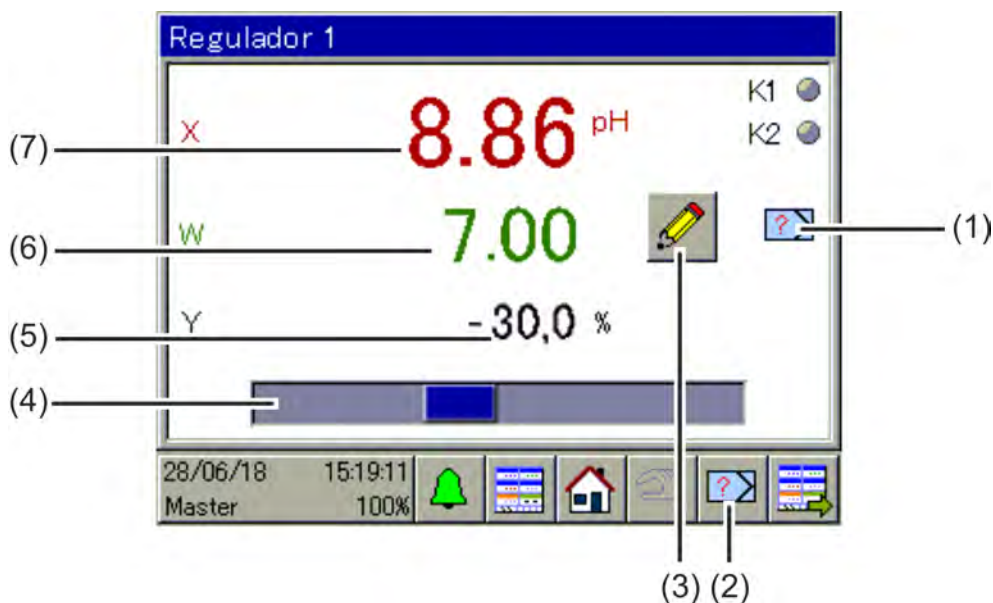 Regulador 1
K1
X 8.86 pH
K2
(7)
(1)
W 7.00 ?
(6)
Y -30,0 %
(5)
(4)
28/06/18 15:19:11
Master 100% ?
(3) (2)